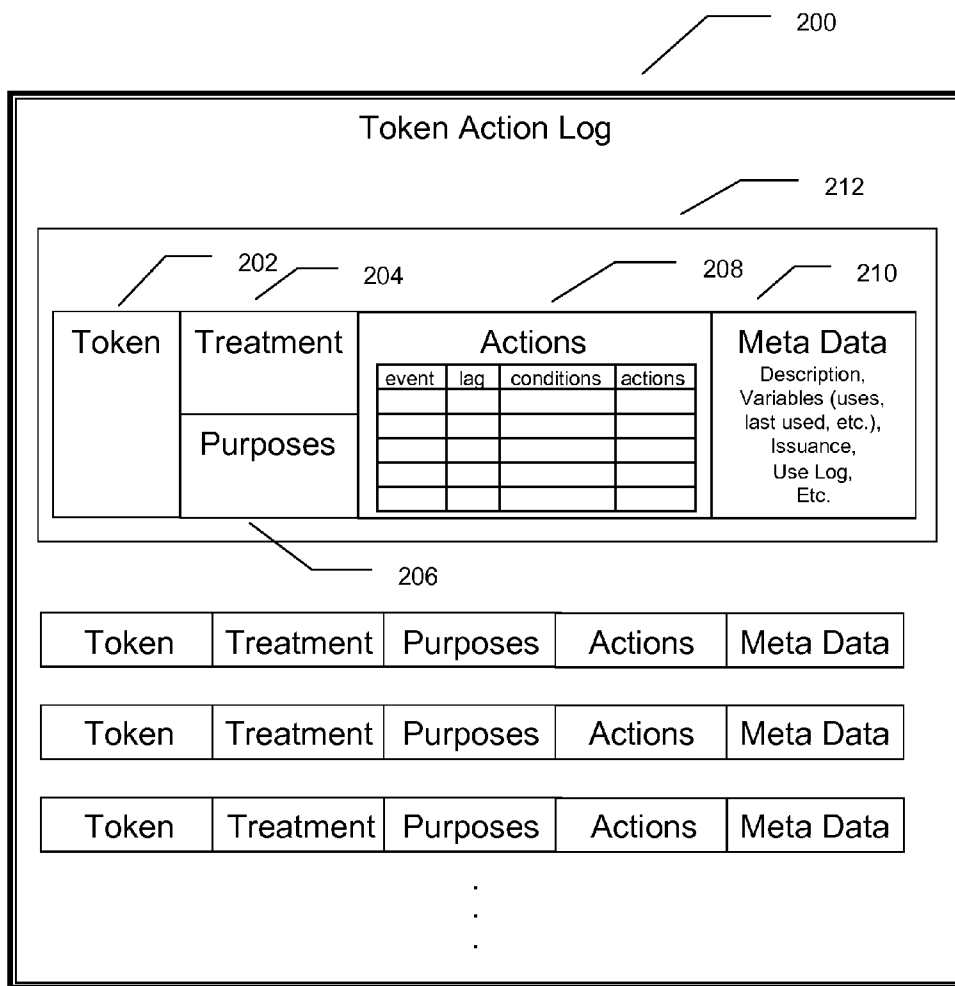 200
Token Action Log
212
202
204
208
210
Token
Treatment
Purposes
Actions
event lag conditions actions
Meta Data
Description,
Variables (uses,
last used, etc.),
Issuance,
Use Log,
Etc.
206
Token Treatment Purposes Actions Meta Data
Token Treatment Purposes Actions Meta Data
Token Treatment Purposes Actions Meta Data
.
.
.